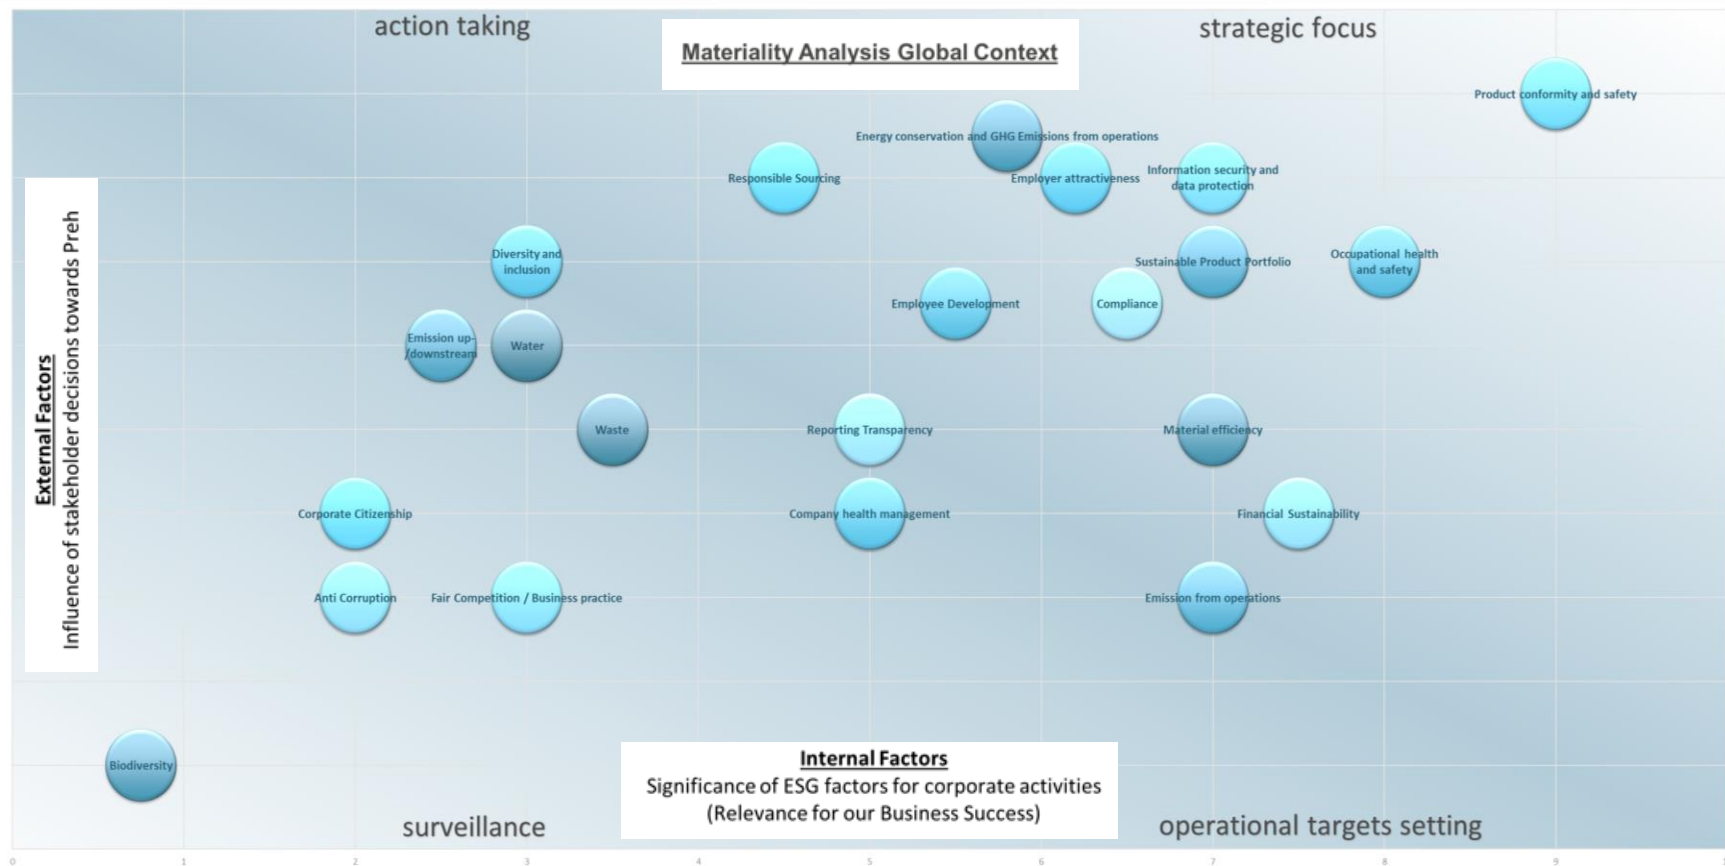 action taking
strategic focus
Materiality Analysis Global Context
Product conformity and safety
Energy conservation and GHG Emissions from operations
Responsible Sourcing
Employer attractiveness
Information security and
data protection
Diversity and
inclusion
Sustainable Product Portfolio
Occupational health
and safety
Employee Development
Compliance
Emission up-
/downstream
Water
Waste
Reporting Transparency
Material efficiency
Corporate Citizenship
Company health management
Financial Sustainability
Anti Corruption
Fair Competition / Business practice
Emission from operations
Biodiversity
External Factors
Influence of stakeholder decisions towards Preh
Internal Factors
Significance of ESG factors for corporate activities
(Relevance for our Business Success)
surveillance
operational targets setting
0 1 2 3 4 5 6 7 8 9